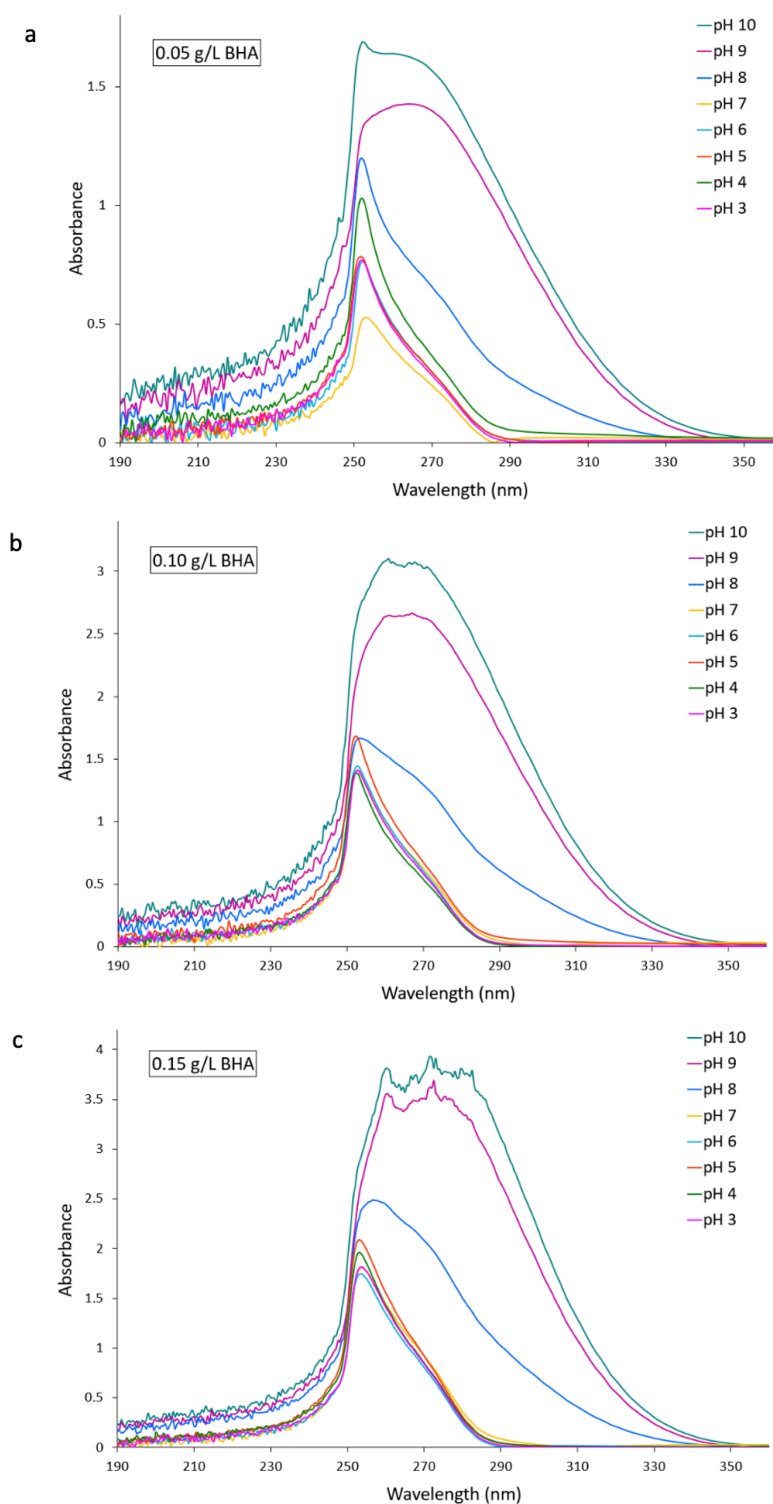 a
0.05 g/L BHA
pH 10
pH 9
pH 8
pH 7
pH 6
pH 5
pH 4
pH 3
Absorbance
1.5
1
0.5
0
190 210 230 250 270 290 310 330 350
Wavelength (nm)
b
0.10 g/L BHA
pH 10
pH 9
pH 8
pH 7
pH 6
pH 5
pH 4
pH 3
Absorbance
3
2.5
2
1.5
1
0.5
0
190 210 230 250 270 290 310 330 350
Wavelength (nm)
c
0.15 g/L BHA
pH 10
pH 9
pH 8
pH 7
pH 6
pH 5
pH 4
pH 3
Absorbance
4
3.5
3
2.5
2
1.5
1
0.5
0
190 210 230 250 270 290 310 330 350
Wavelength (nm)